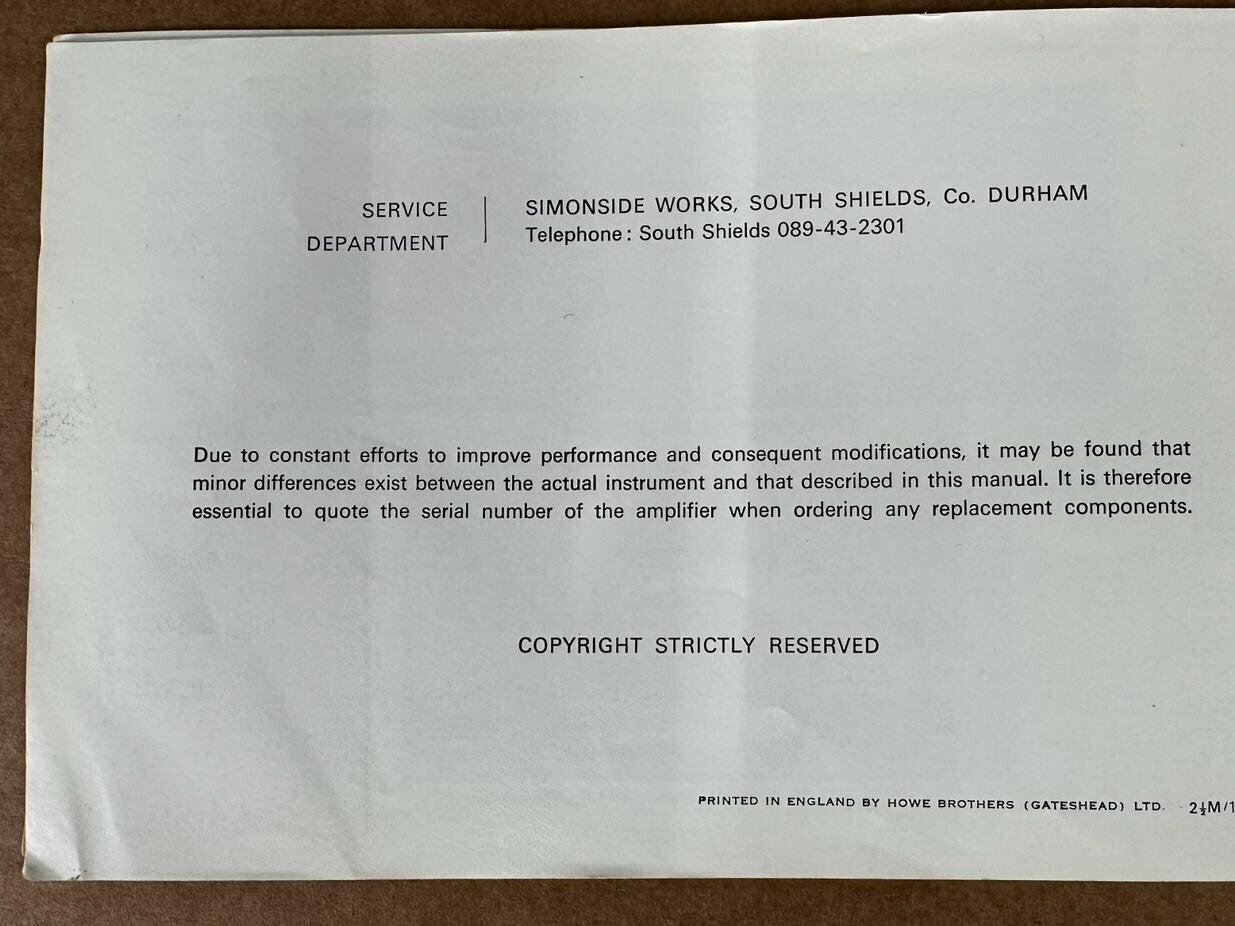 SERVICE
DEPARTMENT
SIMONSIDE WORKS, SOUTH SHIELDS, Co. DURHAM
Telephone: South Shields 089-43-2301
Due to constant efforts to improve performance and consequent modifications, it may be found that
minor differences exist between the actual instrument and that described in this manual. It is therefore
essential to quote the serial number of the amplifier when ordering any replacement components.
COPYRIGHT STRICTLY RESERVED
PRINTED IN ENGLAND BY HOWE BROTHERS (GATESHEAD) LTD. 2½M/1